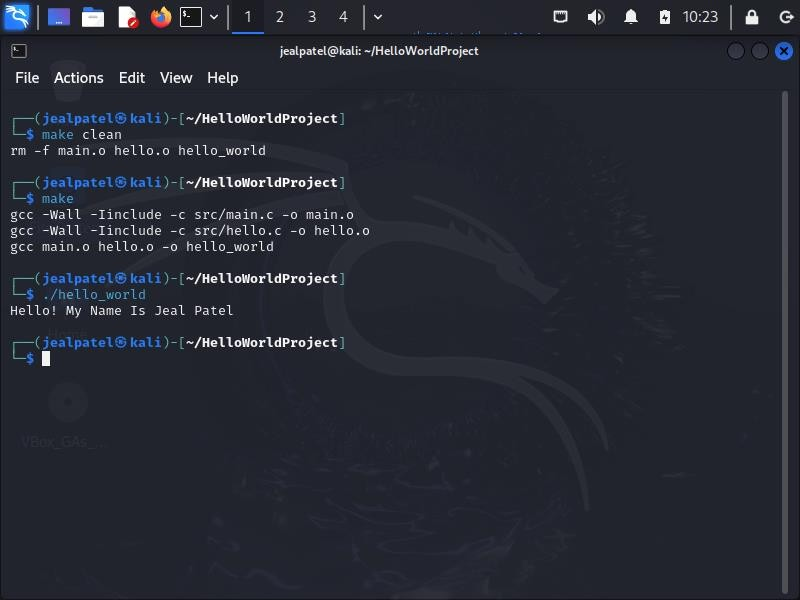 1 2 3 4 10:23
jealpatel@kali: ~/HelloWorldProject
File Actions Edit View Help
┌──(jealpatel㉿kali)-[~/HelloWorldProject]
└─$ make clean
rm -f main.o hello.o hello_world
┌──(jealpatel㉿kali)-[~/HelloWorldProject]
└─$ make
gcc -Wall -Iinclude -c src/main.c -o main.o
gcc -Wall -Iinclude -c src/hello.c -o hello.o
gcc main.o hello.o -o hello_world
┌──(jealpatel㉿kali)-[~/HelloWorldProject]
└─$ ./hello_world
Hello! My Name Is Jeal Patel
Home
┌──(jealpatel㉿kali)-[~/HelloWorldProject]
└─$
VBox_GAs_...